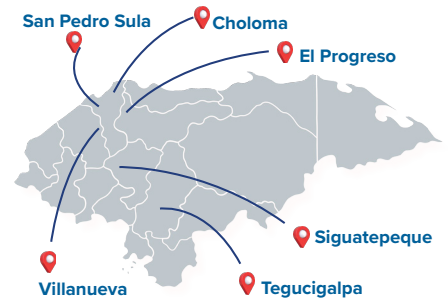 San Pedro Sula
Choloma
El Progreso
Siguatepeque
Villanueva
Tegucigalpa